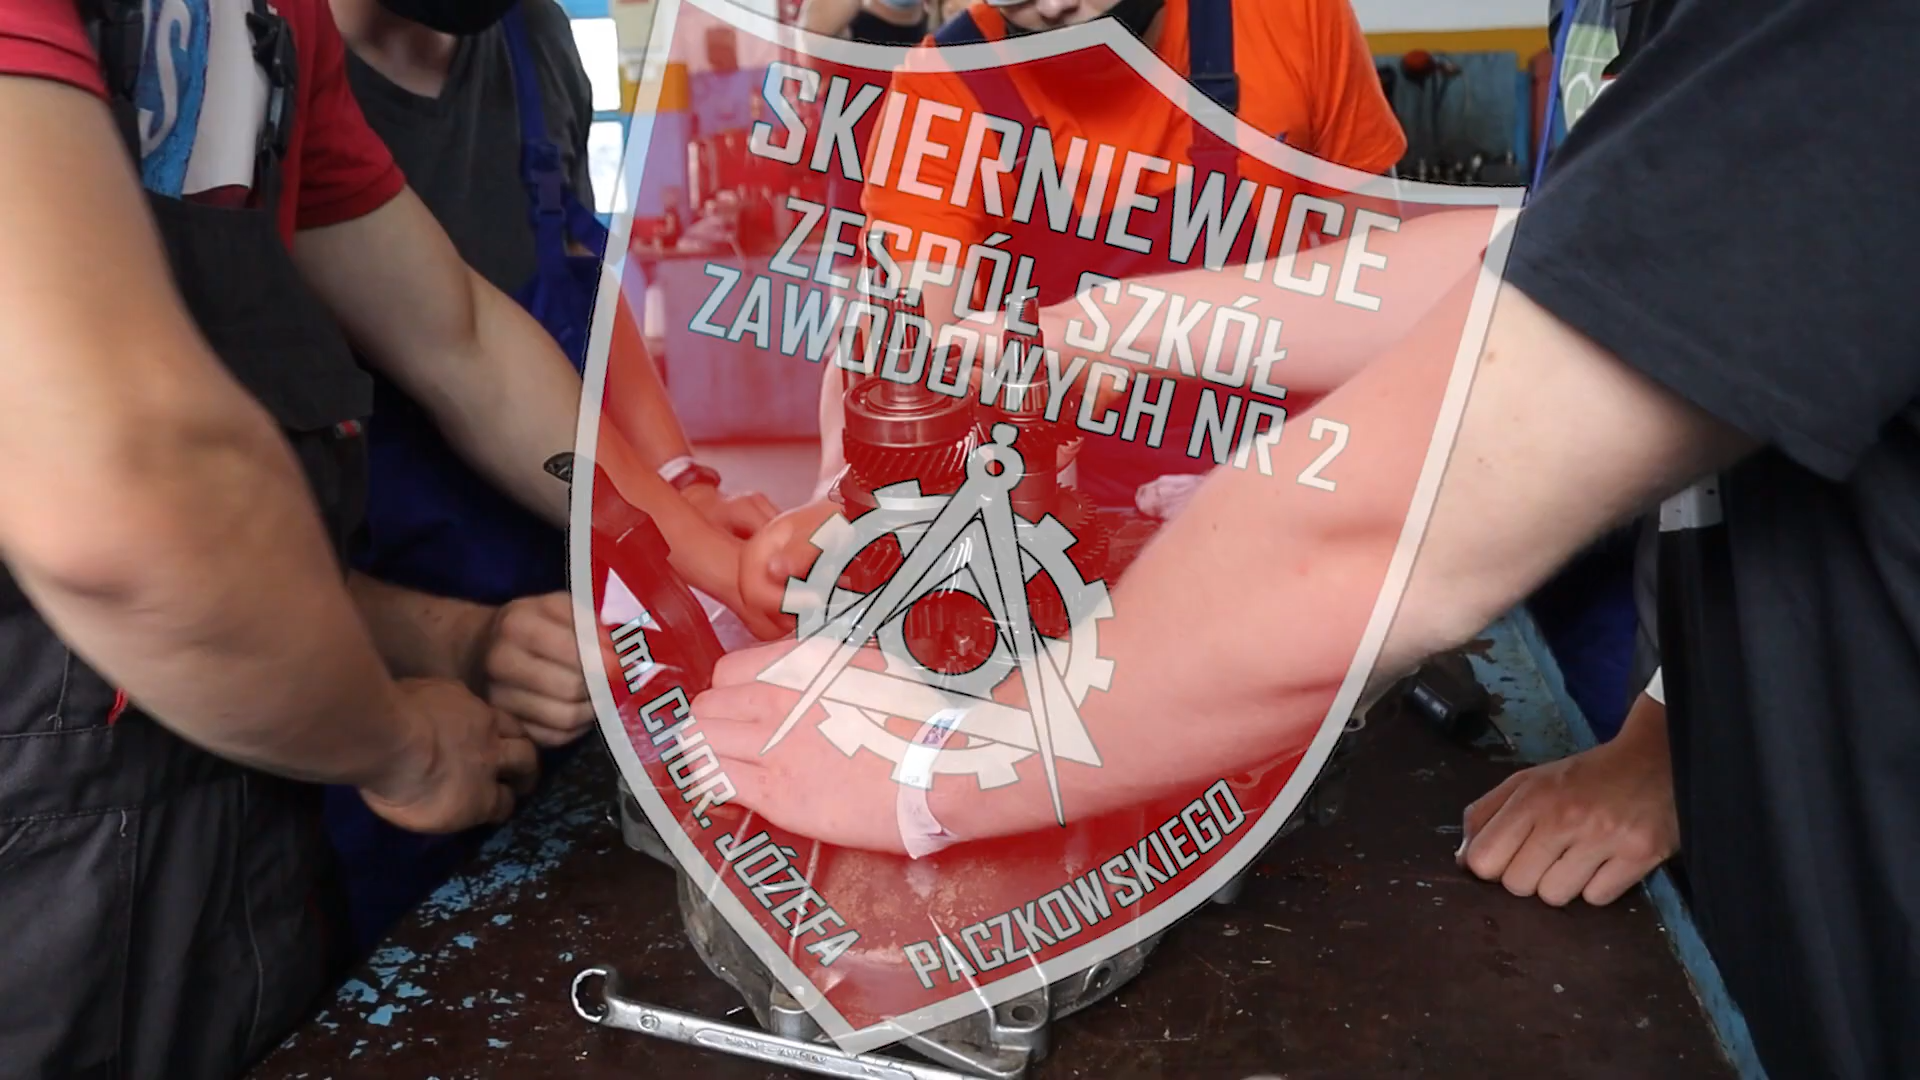 SKIERNIEWICE
ZESPÓŁ SZKÓŁ
ZAWODOWYCH NR 2
im. CHOR. JÓZEFA
PACZKOWSKIEGO